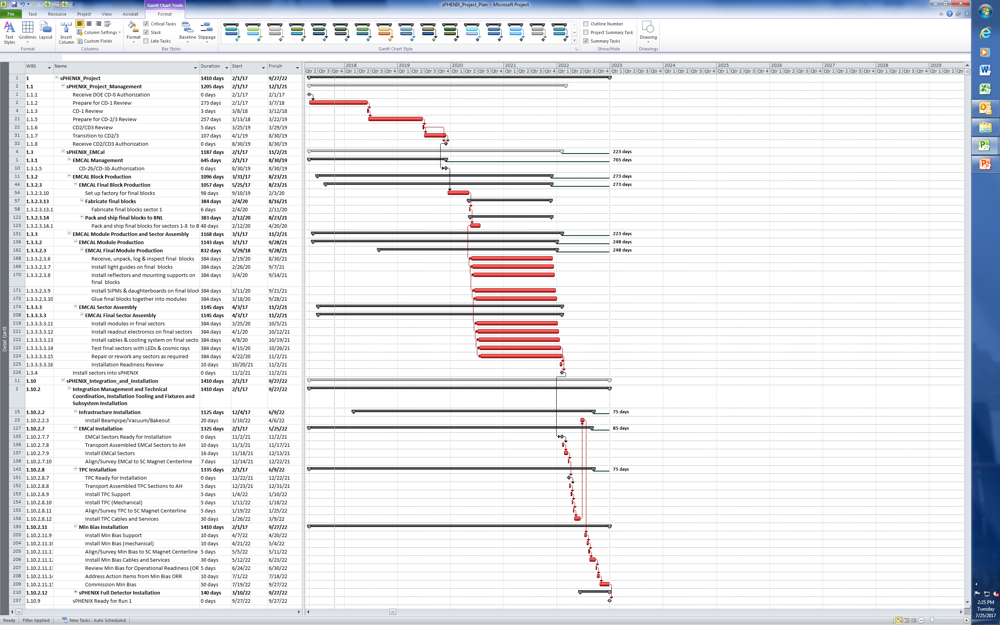 Gantt Chart Tools
sPHENIX_Project_Plan - Microsoft Project
File Task Resource Project View Acrobat Format
Text Styles Gridlines Layout
Format
Insert Column
Column Settings
Custom Fields
Columns
Format
Critical Tasks
Slack
Late Tasks
Baseline Slippage
Bar Styles
Gantt Chart Style
Outline Number
Project Summary Task
Summary Tasks
Show/Hide
Drawing
Drawings
WBS Name Duration Start Finish
2018 2019 2020 2021 2022 2023 2024 2025 2026 2027 2028 2029
Qtr 2 Qtr 3 Qtr 4 Qtr 1 Qtr 2 Qtr 3 Qtr 4 Qtr 1 Qtr 2 Qtr 3 Qtr 4 Qtr 1 Qtr 2 Qtr 3 Qtr 4 Qtr 1 Qtr 2 Qtr 3 Qtr 4 Qtr 1 Qtr 2 Qtr 3 Qtr 4 Qtr 1 Qtr 2 Qtr 3 Qtr 4 Qtr 1 Qtr 2 Qtr 3 Qtr 4 Qtr 1 Qtr 2 Qtr 3 Qtr 4 Qtr 1 Qtr 2 Qtr 3 Qtr 4 Qtr 1 Qtr 2 Qtr 3 Qtr 4 Qtr 1 Qtr 2 Qtr 3 Qtr 4 Qtr 1 Qtr 2 Qtr
1 1 sPHENIX_Project 1410 days 2/1/17 9/27/22
2 1.1 sPHENIX_Project_Management 1205 days 2/1/17 12/1/21
1 1.1.1 Receive DOE CD-0 Authorization 0 days 2/1/17 2/1/17
2 1.1.2 Prepare for CD-1 Review 273 days 2/1/17 3/7/18
4 1.1.3 CD-1 Review 3 days 3/8/18 3/12/18
21 1.1.5 Prepare for CD-2/3 Review 257 days 3/13/18 3/22/19
22 1.1.6 CD2/CD3 Review 5 days 3/25/19 3/29/19
31 1.1.7 Transition to CD2/3 107 days 4/1/19 8/30/19
32 1.1.8 Receive CD2/CD3 Authorization 0 days 8/30/19 8/30/19
4 1.3 sPHENIX_EMCal 1187 days 2/1/17 11/2/21 223 days
1 1.3.1 EMCAL Management 645 days 2/1/17 8/30/19 765 days
10 1.3.1.5 CD-2b/CD-3b Authorization 0 days 8/30/19 8/30/19
11 1.3.2 EMCAL Block Production 1096 days 3/31/17 8/23/21 273 days
44 1.3.2.3 EMCAL Final Block Production 1057 days 5/25/17 8/23/21 273 days
54 1.3.2.3.10 Set up factory for final blocks 98 days 9/10/19 2/3/20
57 1.3.2.3.13 Fabricate final blocks 384 days 2/4/20 8/16/21
58 1.3.2.3.13.1 Fabricate final blocks sector 1 6 days 2/4/20 2/11/20
122 1.3.2.3.14 Pack and ship final blocks to BNL 383 days 2/12/20 8/23/21
123 1.3.2.3.14.1 Pack and ship final blocks for sectors 1-8 to B 48 days 2/12/20 4/20/20
131 1.3.3 EMCAL Module Production and Sector Assembly 1168 days 3/1/17 11/2/21 223 days
136 1.3.3.2 EMCAL Module Production 1143 days 3/1/17 9/28/21 248 days
162 1.3.3.2.3 EMCAL Final Module Production 832 days 5/29/18 9/28/21 248 days
168 1.3.3.2.3.6 Receive, unpack, log & inspect final blocks 384 days 2/19/20 8/30/21
169 1.3.3.2.3.7 Install light guides on final blocks 384 days 2/26/20 9/7/21
170 1.3.3.2.3.8 Install reflectors and mounting supports on 384 days 3/4/20 9/14/21
final blocks
171 1.3.3.2.3.9 Install SiPMs & daughterboards on final block 384 days 3/11/20 9/21/21
173 1.3.3.2.3.10 Glue final blocks together into modules 384 days 3/18/20 9/28/21
174 1.3.3.3 EMCAL Sector Assembly 1145 days 4/3/17 11/2/21
208 1.3.3.3.3 EMCAL Final Sector Assembly 1145 days 4/3/17 11/2/21
219 1.3.3.3.3.11 Install modules in final sectors 384 days 3/25/20 10/5/21
221 1.3.3.3.3.12 Install readout electronics on final sectors 384 days 4/1/20 10/12/21
222 1.3.3.3.3.13 Install cables & cooling system on final secto 384 days 4/8/20 10/19/21
223 1.3.3.3.3.14 Test final sectors with LEDs & cosmic rays 384 days 4/15/20 10/26/21
224 1.3.3.3.3.15 Repair or rework any sectors as required 384 days 4/22/20 11/2/21
225 1.3.3.3.3.16 Installation Readiness Review 10 days 10/20/21 11/2/21
226 1.3.4 Install sectors into sPHENIX 0 days 11/2/21 11/2/21
11 1.10 sPHENIX_Integration_and_Installation 1410 days 2/1/17 9/27/22
2 1.10.2 Integration Management and Technical 1410 days 2/1/17 9/27/22
Coordination, Installation Tooling and Fixtures and
Subsystem Installation
15 1.10.2.2 Infrastructure Installation 1125 days 12/4/17 6/9/22 75 days
23 1.10.2.2.3 Install Beampipe/Vacuum/Bakeout 20 days 3/10/22 4/6/22
127 1.10.2.7 EMCal Installation 1325 days 2/1/17 5/25/22 85 days
135 1.10.2.7.7 EMCal Sectors Ready for Installation 0 days 11/2/21 11/2/21
136 1.10.2.7.8 Transport Assembled EMCal Sectors to AH 10 days 11/3/21 11/17/21
137 1.10.2.7.9 Install EMCal Sectors 16 days 11/18/21 12/13/21
138 1.10.2.7.10 Align/Survey EMCal to SC Magnet Centerline 7 days 12/14/21 12/22/21
143 1.10.2.8 TPC Installation 1335 days 2/1/17 6/9/22 75 days
151 1.10.2.8.7 TPC Ready for Installation 0 days 12/22/21 12/22/21
152 1.10.2.8.8 Transport Assembled TPC Sections to AH 5 days 12/23/21 12/31/21
153 1.10.2.8.9 Install TPC Support 5 days 1/4/22 1/10/22
154 1.10.2.8.10 Install TPC (Mechanical) 5 days 1/11/22 1/18/22
155 1.10.2.8.11 Align/Survey TPC to SC Magnet Centerline 5 days 1/19/22 1/25/22
156 1.10.2.8.12 Install TPC Cables and Services 30 days 1/26/22 3/9/22
193 1.10.2.11 Min Bias Installation 1410 days 2/1/17 9/27/22
203 1.10.2.11.9 Install Min Bias Support 10 days 4/7/22 4/20/22
204 1.10.2.11.10 Install Min Bias (mechanical) 10 days 4/21/22 5/4/22
205 1.10.2.11.1 Align/Survey Min Bias to SC Magnet Centerline 5 days 5/5/22 5/11/22
206 1.10.2.11.12 Install Min Bias Cables and Services 30 days 5/12/22 6/23/22
207 1.10.2.11.13 Review Min Bias for Operational Readiness (OR 5 days 6/24/22 6/30/22
208 1.10.2.11.14 Address Action Items from Min Bias ORR 10 days 7/1/22 7/18/22
209 1.10.2.11.15 Commission Min Bias 50 days 7/19/22 9/27/22
210 1.10.2.12 sPHENIX Full Detector Installation 140 days 3/10/22 9/27/22
237 1.10.9 sPHENIX Ready for Run 1 0 days 9/27/22 9/27/22
Detail Gantt
Ready Filter Applied New Tasks : Auto Scheduled
2:25 PM
Tuesday
7/25/2017